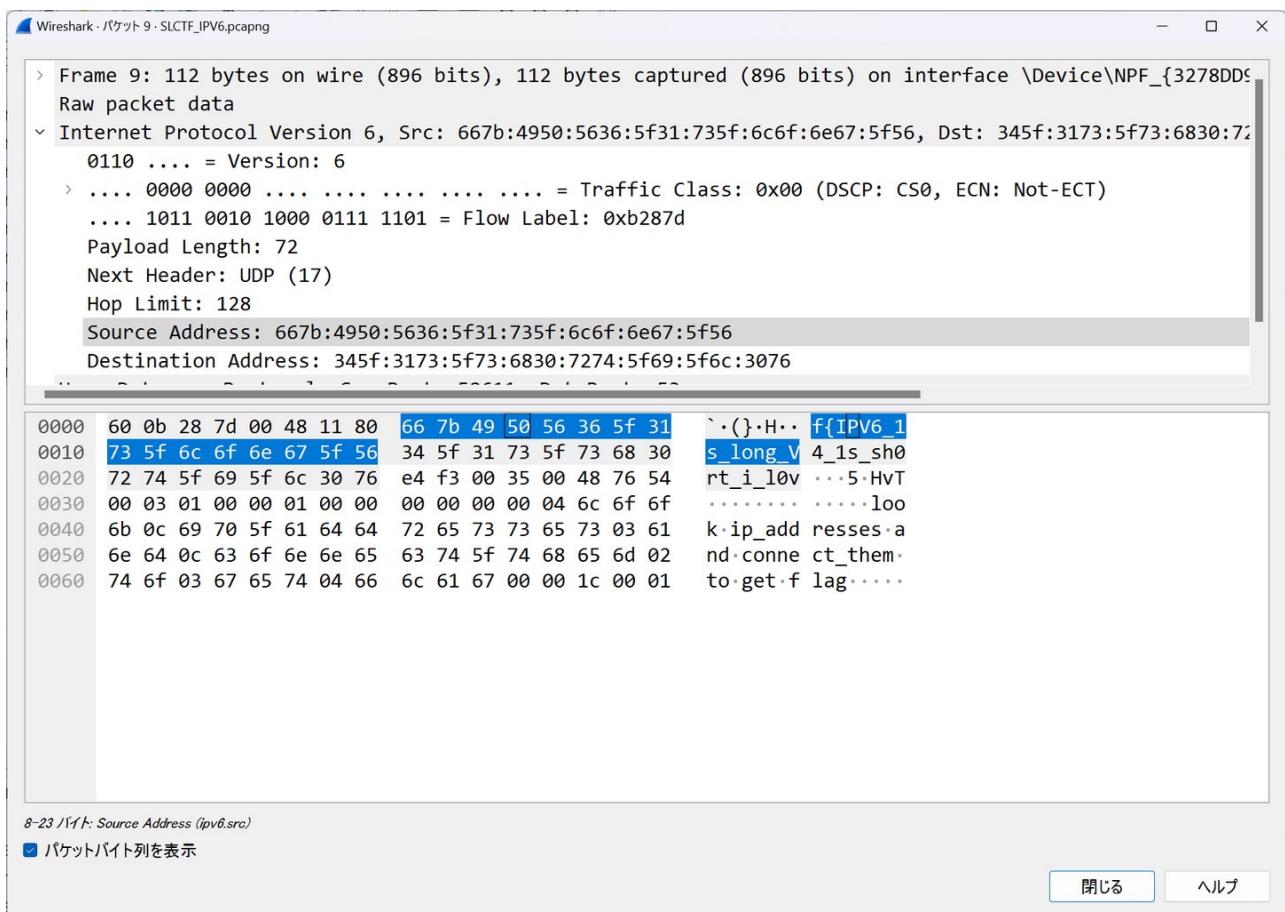 Wireshark · パケット 9 · SLCTF_IPV6.pcapng
Frame 9: 112 bytes on wire (896 bits), 112 bytes captured (896 bits) on interface \Device\NPF_{3278DD9
Raw packet data
Internet Protocol Version 6, Src: 667b:4950:5636:5f31:735f:6c6f:6e67:5f56, Dst: 345f:3173:5f73:6830:72
0110 .... = Version: 6
.... 0000 0000 .... .... .... .... .... = Traffic Class: 0x00 (DSCP: CS0, ECN: Not-ECT)
.... 1011 0010 1000 0111 1101 = Flow Label: 0xb287d
Payload Length: 72
Next Header: UDP (17)
Hop Limit: 128
Source Address: 667b:4950:5636:5f31:735f:6c6f:6e67:5f56
Destination Address: 345f:3173:5f73:6830:7274:5f69:5f6c:3076
0000 60 0b 28 7d 00 48 11 80 66 7b 49 50 56 36 5f 31 `·(}·H·· f{IPV6_1
0010 73 5f 6c 6f 6e 67 5f 56 34 5f 31 73 5f 73 68 30 s_long_V 4_1s_sh0
0020 72 74 5f 69 5f 6c 30 76 e4 f3 00 35 00 48 76 54 rt_i_l0v ···5·HvT
0030 00 03 01 00 00 01 00 00 00 00 00 00 04 6c 6f 6f ········ ·····loo
0040 6b 0c 69 70 5f 61 64 64 72 65 73 73 65 73 03 61 k·ip_add resses·a
0050 6e 64 0c 63 6f 6e 6e 65 63 74 5f 74 68 65 6d 02 nd·conne ct_them·
0060 74 6f 03 67 65 74 04 66 6c 61 67 00 00 1c 00 01 to·get·f lag·····
8-23 バイト: Source Address (ipv6.src)
パケットバイト列を表示
閉じる
ヘルプ